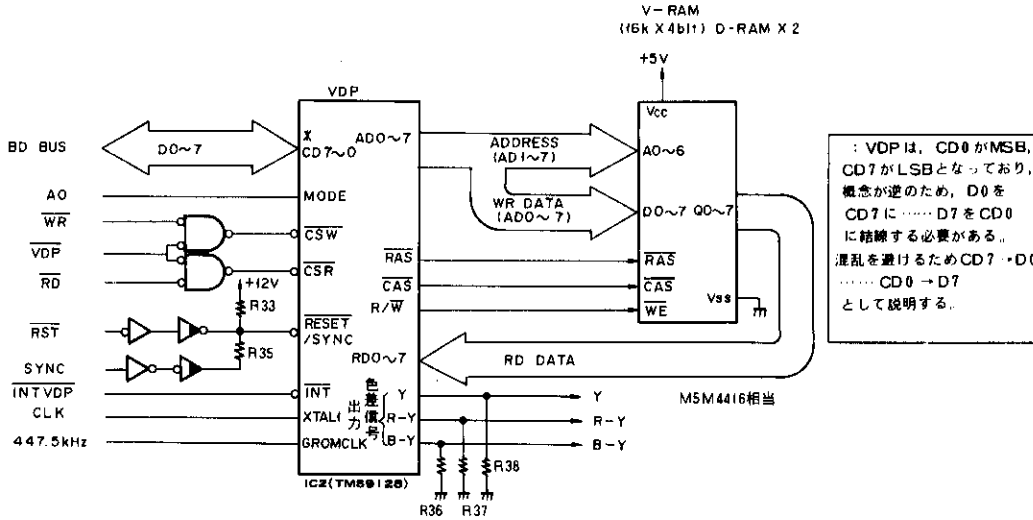 V-RAM
(16k X 4bit) D-RAM X 2
+5V
VDP
Vcc
BD BUS
D0～7
※
CD7～0
AD0～7
ADDRESS
(AD1～7)
A0～6
WR DATA
(AD0～7)
D0～7
Q0～7
A0
MODE
WR
CSW
VDP
RD
CSR
RAS
RAS
CAS
CAS
R/W
WE
Vss
+12V
R33
RST
RESET
/SYNC
R35
SYNC
RD0～7
RD DATA
INTVDP
INT
CLK
XTAL1
447.5kHz
GROMCLK
色差信号
出力
Y
R-Y
B-Y
Y
R-Y
B-Y
M5M4416相当
R38
R36
R37
IC2(TMS9128)
: VDPは, CD0がMSB,
CD7がLSBとなっており,
概念が逆のため, D0を
CD7に……D7をCD0
に結線する必要がある。
混乱を避けるためCD7→D0
……CD0→D7
として説明する。